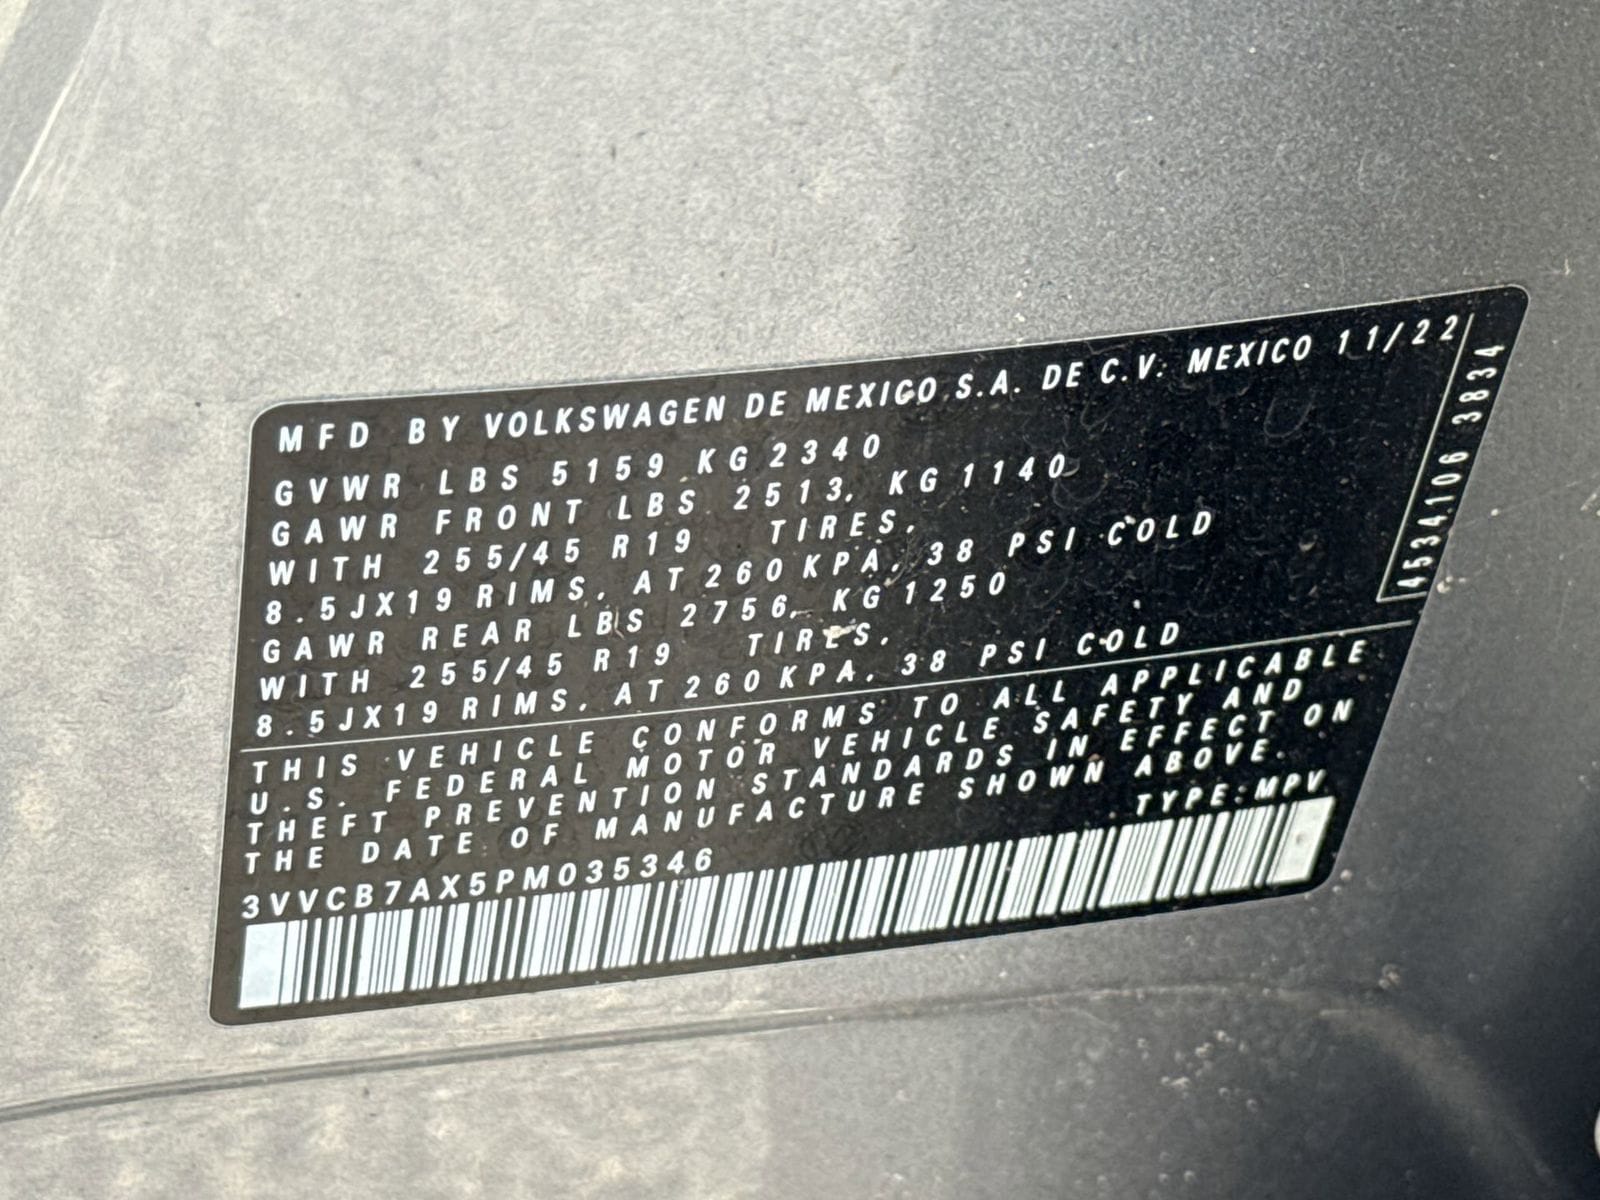 MFD BY VOLKSWAGEN DE MEXICO S.A. DE C.V. MEXICO 11/22
GVWR LBS 5159 KG 2340
GAWR FRONT LBS 2513, KG 1140
WITH 255/45 R19 TIRES,
8.5JX19 RIMS, AT 260 KPA, 38 PSI COLD
GAWR REAR LBS 2756, KG 1250
WITH 255/45 R19 TIRES,
8.5JX19 RIMS, AT 260 KPA, 38 PSI COLD
4534106 3834
THIS VEHICLE CONFORMS TO ALL APPLICABLE
U.S. FEDERAL MOTOR VEHICLE SAFETY AND
THEFT PREVENTION STANDARDS IN EFFECT ON
THE DATE OF MANUFACTURE SHOWN ABOVE.
3VVCB7AX5PM035346 TYPE:MPV